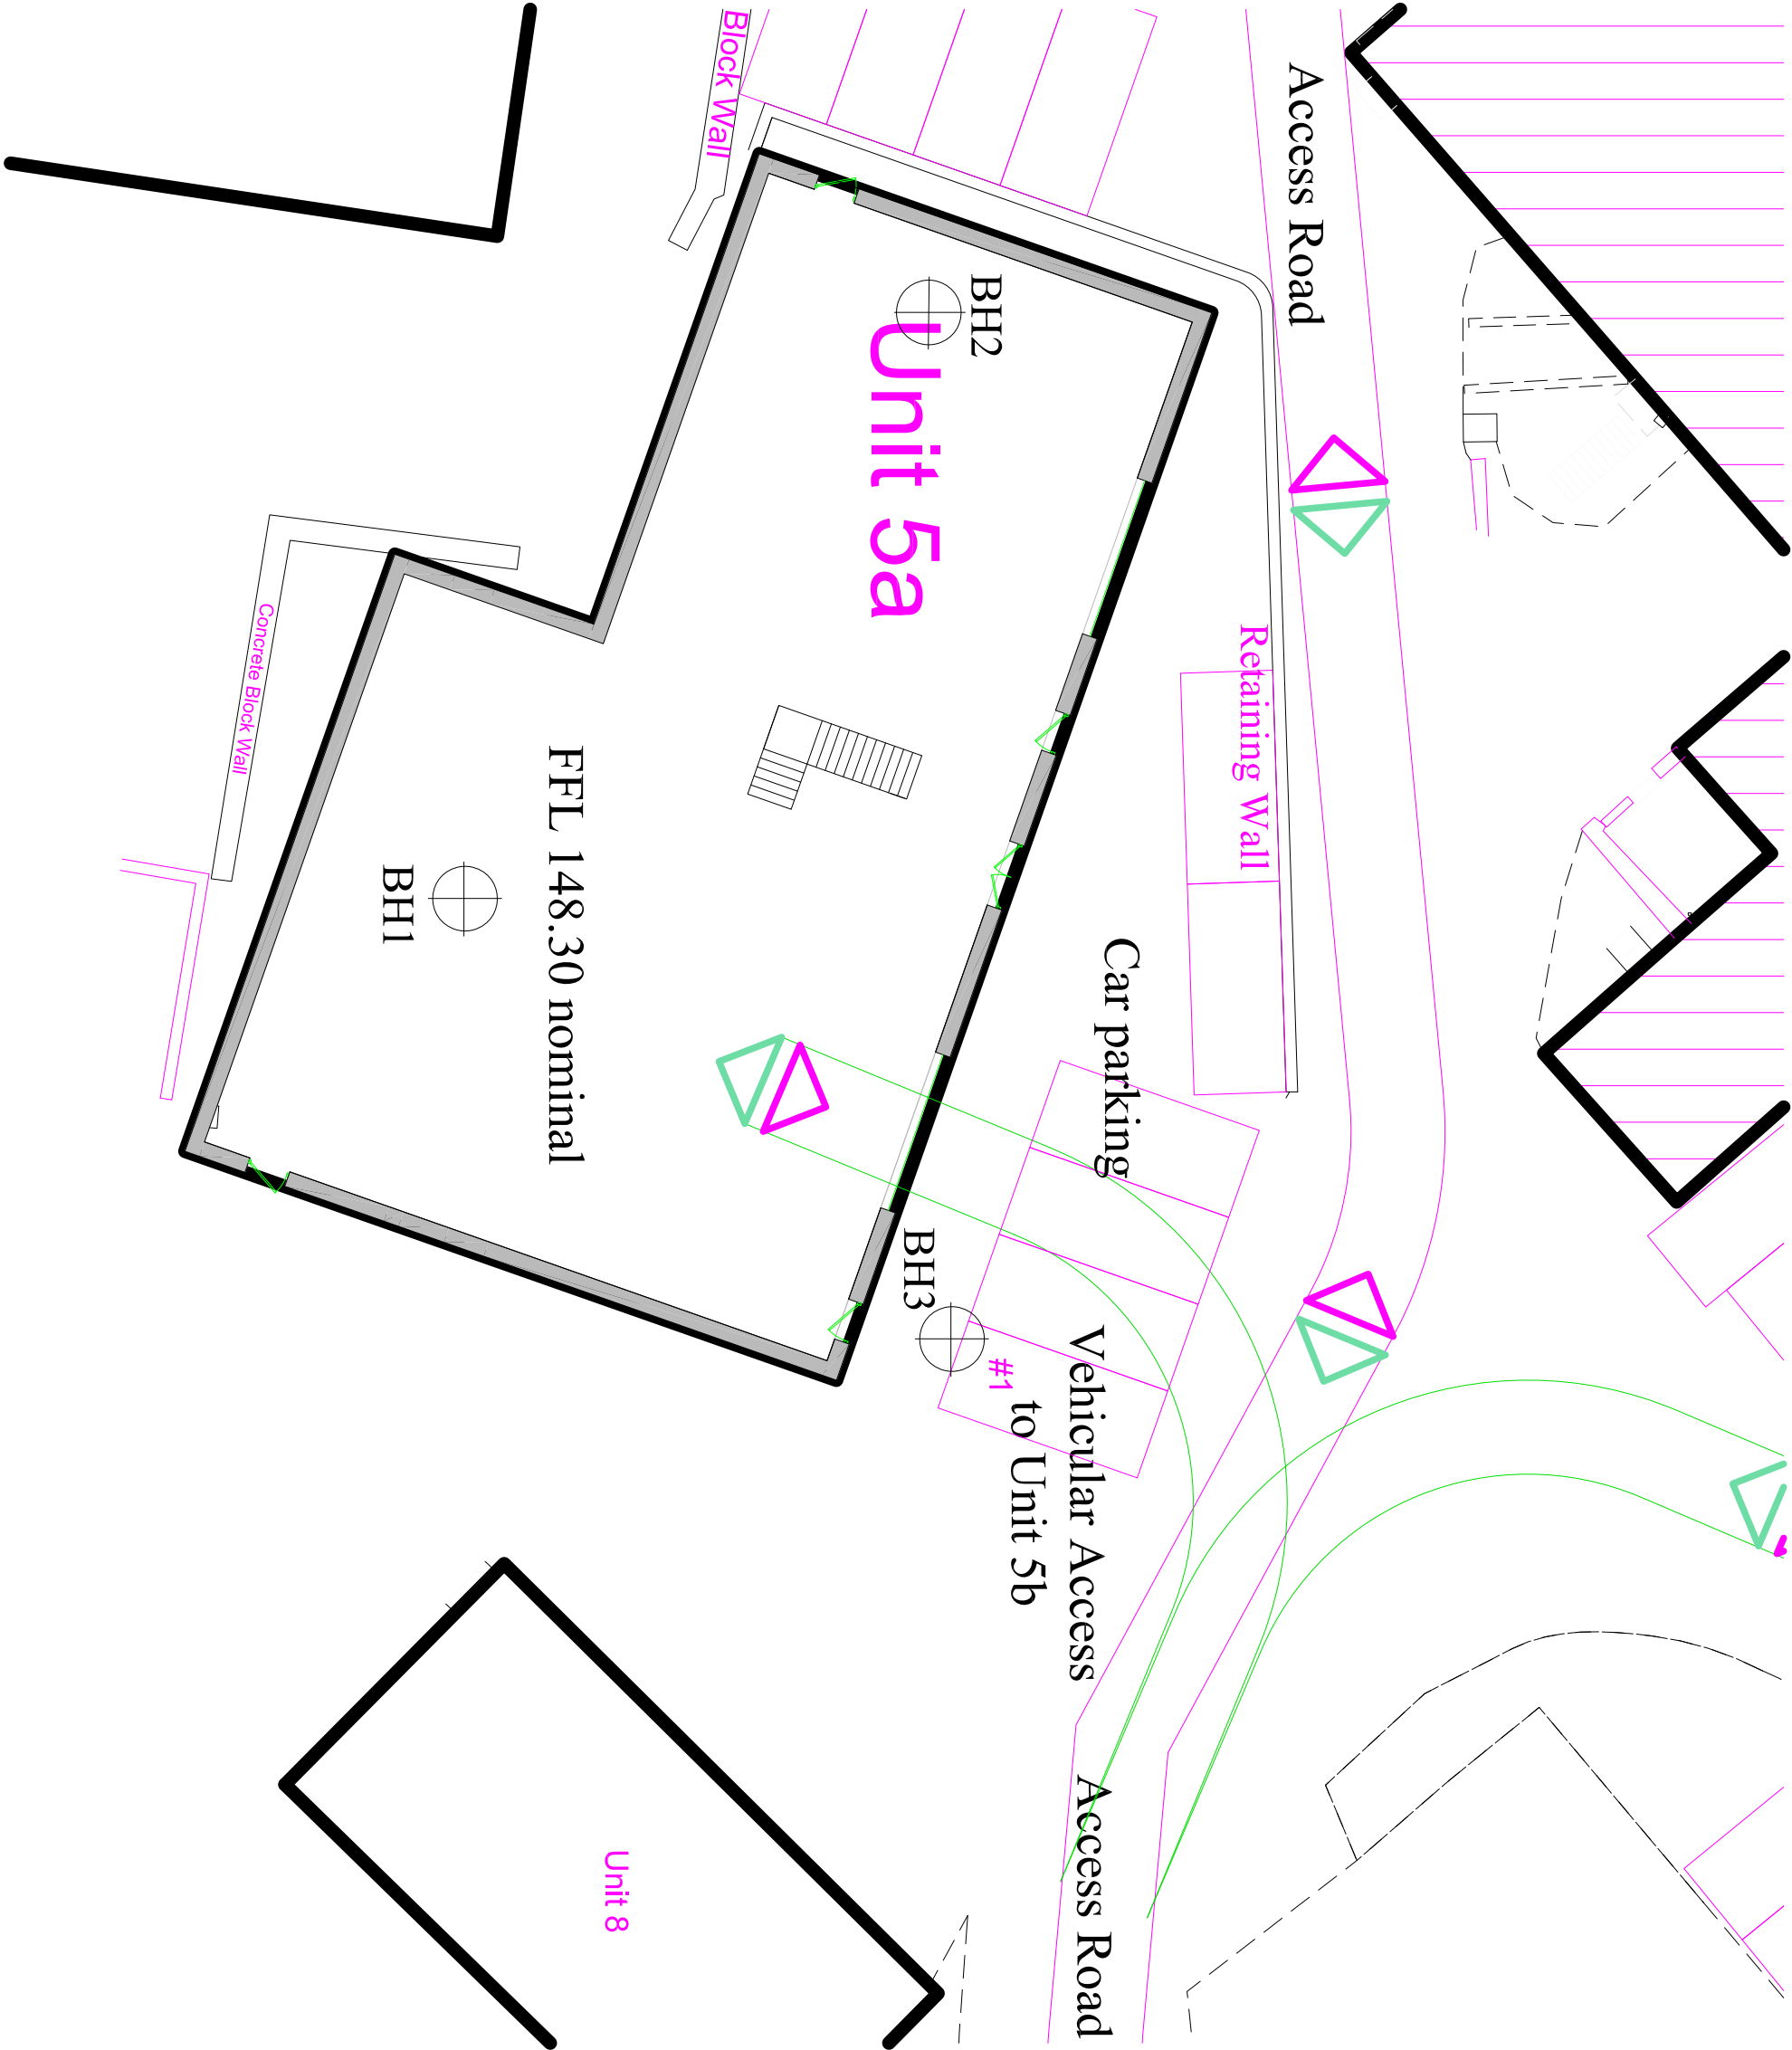 Access Road
Retaining Wall
Car parking
Vehicular Access
to Unit 5b
Access Road
#1
BH2
Unit 5a
BH3
Block Wall
FFL 148.30 nominal
BH1
Unit 8
Concrete Block Wall